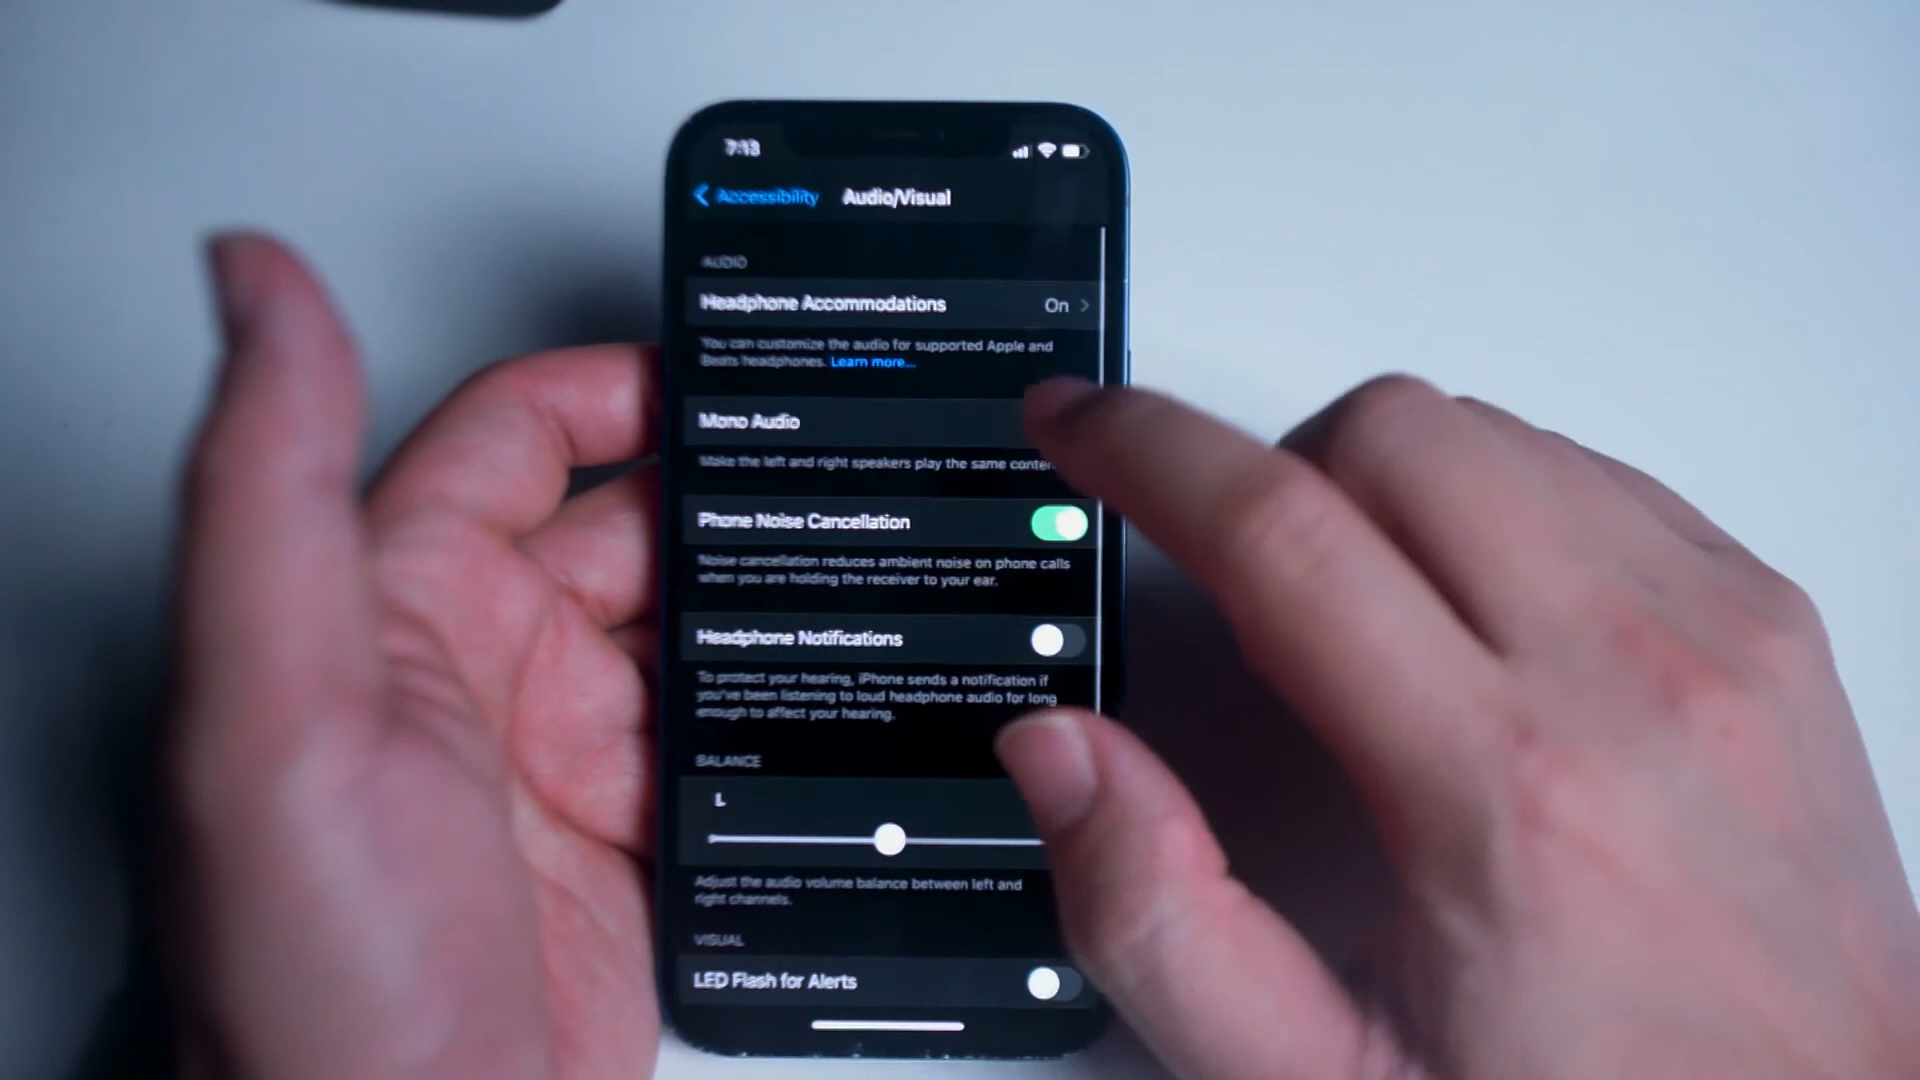 7:13
Accessibility Audio/Visual
AUDIO
Headphone Accommodations On
You can customize the audio for supported Apple and
Beats headphones. Learn more...
Mono Audio
Make the left and right speakers play the same
Phone Noise Cancellation
Noise cancellation reduces ambient noise on phone calls
when you are holding the receiver to your ear.
Headphone Notifications
To protect your hearing, iPhone sends a notification if
you've been listening to loud headphone audio for long
enough to affect your hearing.
BALANCE
L
Adjust the audio volume balance between left and
right channels.
VISUAL
LED Flash for Alerts